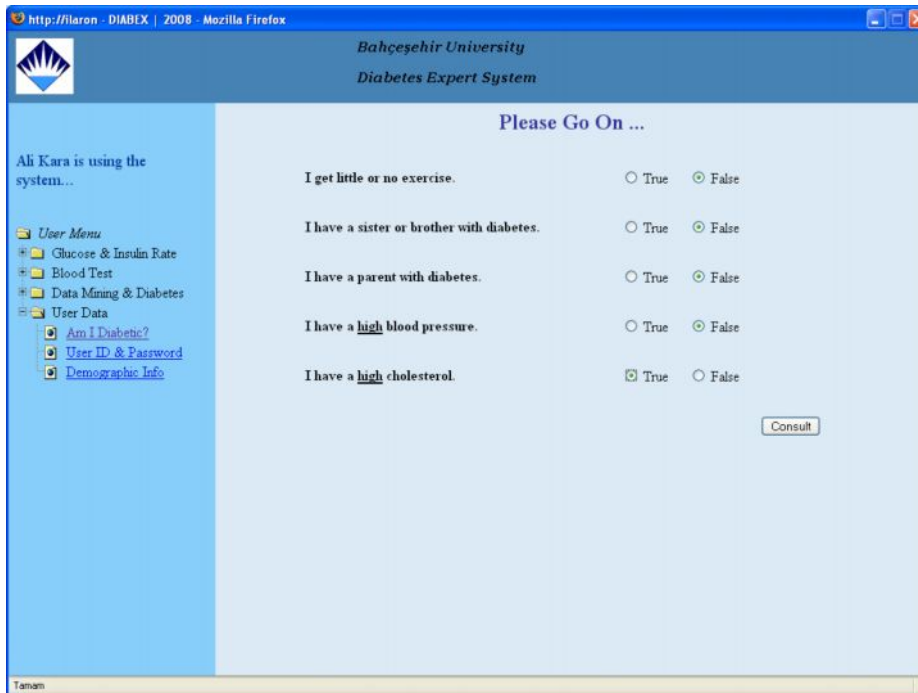 http://ilaron - DIABEX | 2008 - Mozilla Firefox
Bahçeşehir University
Diabetes Expert System
Ali Kara is using the
system...
User Menu
Glucose & Insulin Rate
Blood Test
Data Mining & Diabetes
User Data
Am I Diabetic?
User ID & Password
Demographic Info
Please Go On ...
I get little or no exercise. True False
I have a sister or brother with diabetes. True False
I have a parent with diabetes. True False
I have a high blood pressure. True False
I have a high cholesterol. True False
Consult
Tamam